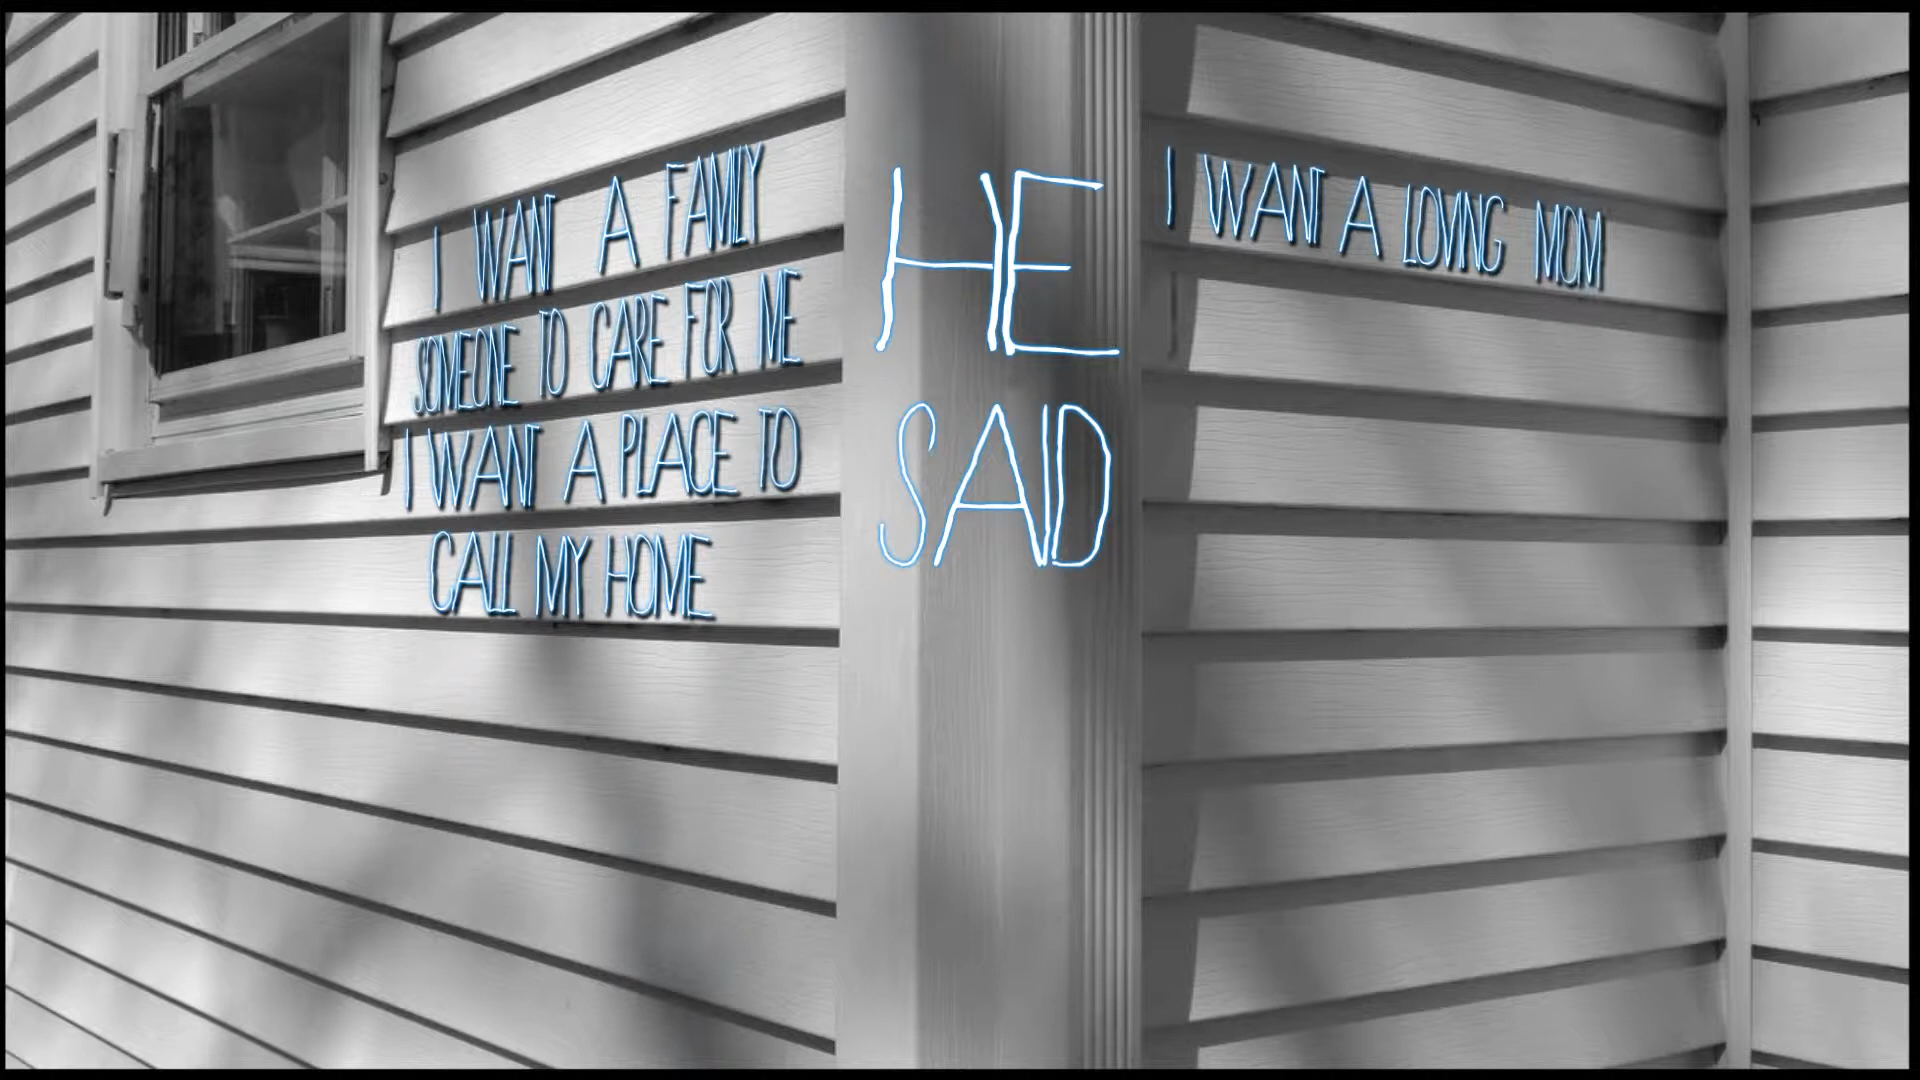 I WANT A FAMILY
SOMEONE TO CARE FOR ME
I WANT A PLACE TO
CALL MY HOME
HE
SAID
I WANT A LOVING MOM